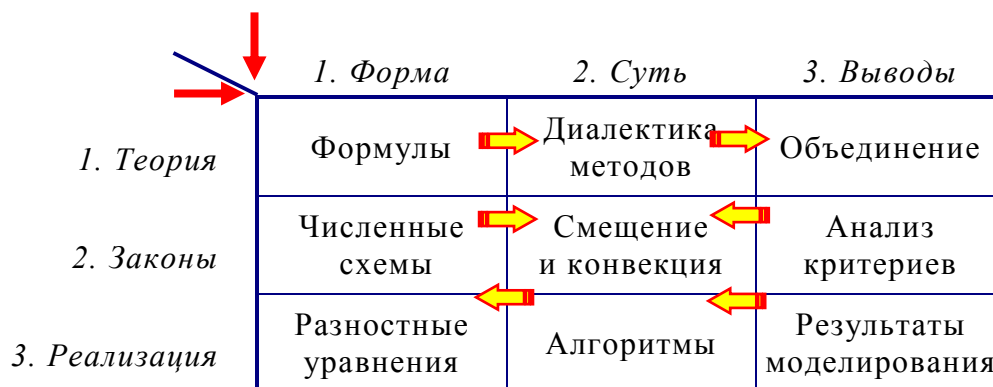 1. Форма 2. Суть 3. Выводы
1. Теория Формулы Диалектика методов Объединение
2. Законы Численные схемы Смещение и конвекция Анализ критериев
3. Реализация Разностные уравнения Алгоритмы Результаты моделирования